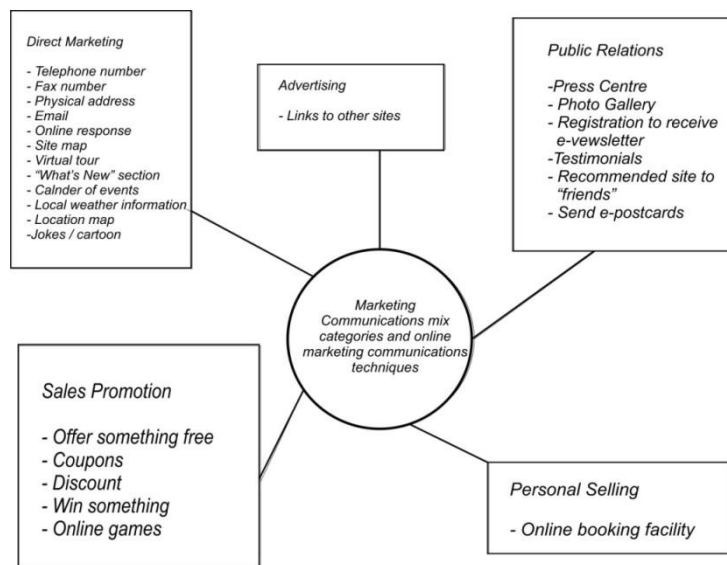 Direct Marketing
- Telephone number
- Fax number
- Physical address
- Email
- Online response
- Site map
- Virtual tour
- “What's New” section
- Calnder of events
- Local weather information
- Location map
-Jokes / cartoon
Advertising
- Links to other sites
Public Relations
-Press Centre
- Photo Gallery
- Registration to receive
e-vewsletter
-Testimonials
- Recommended site to
“friends”
- Send e-postcards
Marketing
Communications mix
categories and online
marketing communications
techniques
Sales Promotion
- Offer something free
- Coupons
- Discount
- Win something
- Online games
Personal Selling
- Online booking facility